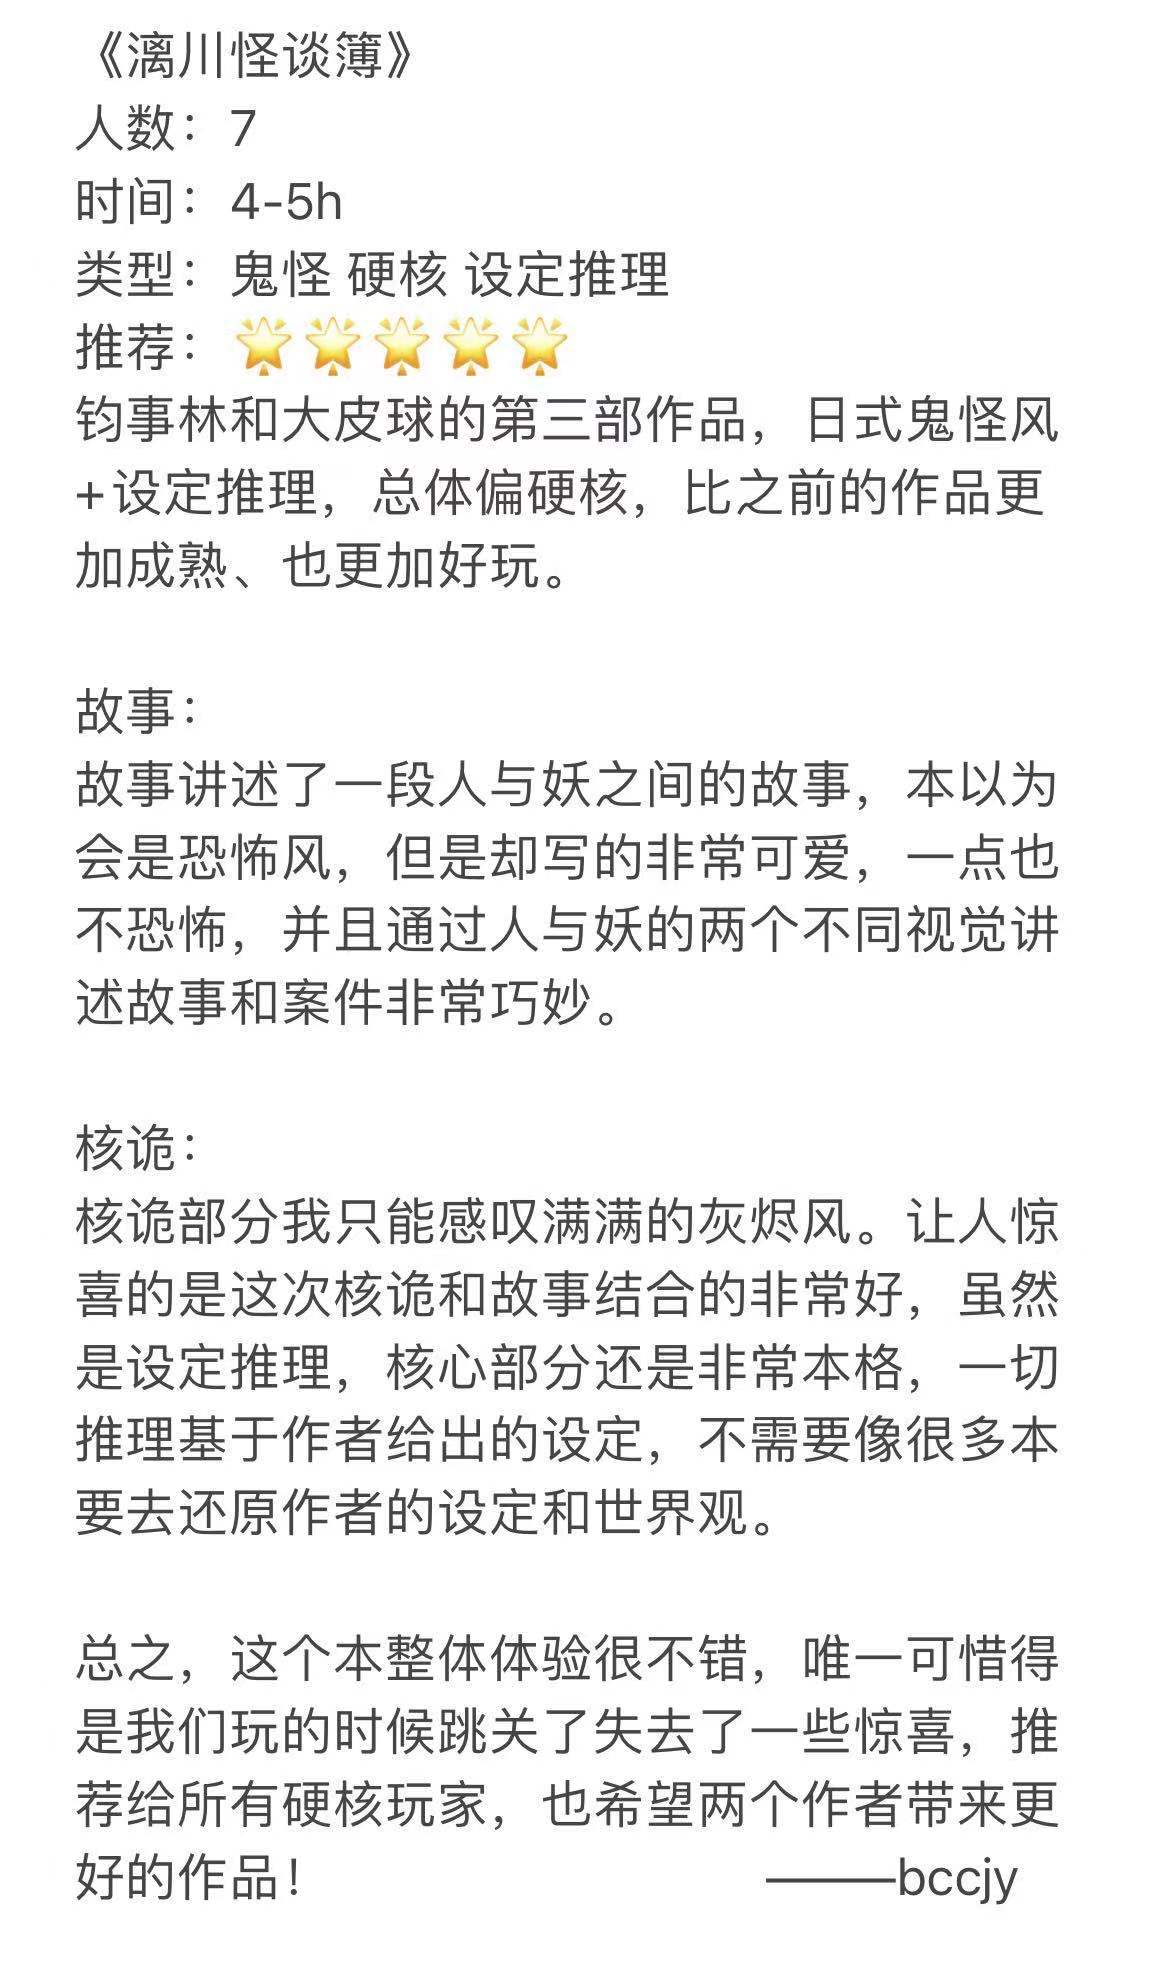 《漓川怪谈簿》
人数：7
时间：4-5h
类型：鬼怪 硬核 设定推理
推荐：🌟🌟🌟🌟🌟
钧事林和大皮球的第三部作品，日式鬼怪风
+设定推理，总体偏硬核，比之前的作品更
加成熟、也更加好玩。
故事：
故事讲述了一段人与妖之间的故事，本以为
会是恐怖风，但是却写的非常可爱，一点也
不恐怖，并且通过人与妖的两个不同视觉讲
述故事和案件非常巧妙。
核诡：
核诡部分我只能感叹满满的灰烬风。让人惊
喜的是这次核诡和故事结合的非常好，虽然
是设定推理，核心部分还是非常本格，一切
推理基于作者给出的设定，不需要像很多本
要去还原作者的设定和世界观。
总之，这个本整体体验很不错，唯一可惜得
是我们玩的时候跳关了失去了一些惊喜，推
荐给所有硬核玩家，也希望两个作者带来更
好的作品！ ——bccjy